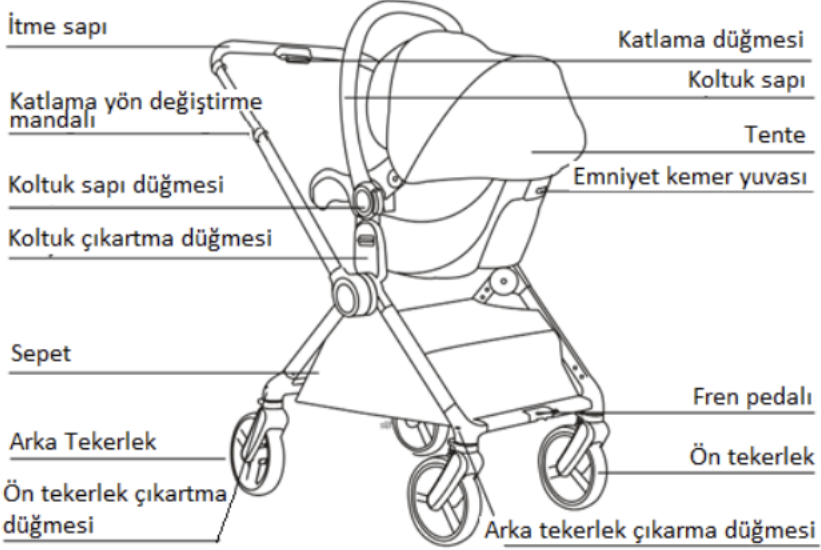 İtme sapı
Katlama yön değiştirme
mandalı
Koltuk sapı düğmesi
Koltuk çıkartma düğmesi
Sepet
Arka Tekerlek
Ön tekerlek çıkartma
düğmesi
Katlama düğmesi
Koltuk sapı
Tente
Emniyet kemer yuvası
Fren pedalı
Ön tekerlek
Arka tekerlek çıkarma düğmesi